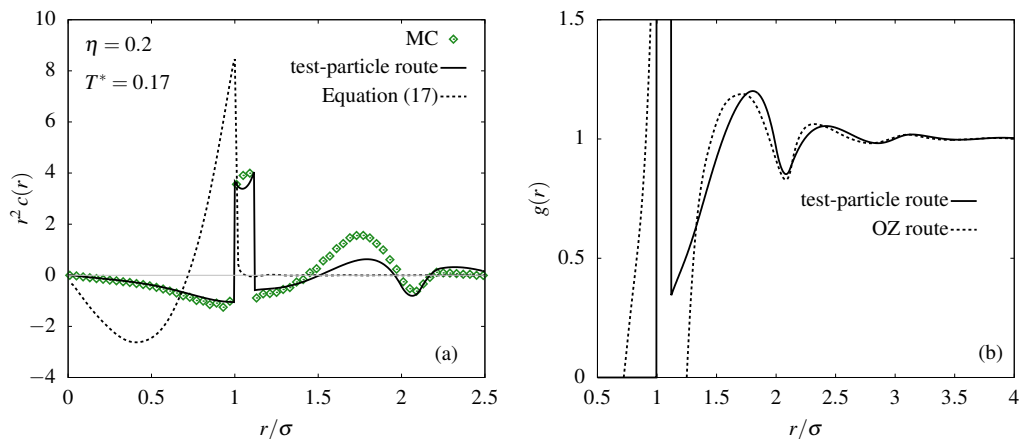 10
8
6
4
2
0
−2
−4
r² c(r)
η = 0.2
T* = 0.17
MC
test-particle route
Equation (17)
(a)
0
0.5
1
1.5
2
2.5
r/σ
1.5
1
0.5
0
g(r)
test-particle route
OZ route
(b)
0.5
1
1.5
2
2.5
3
3.5
4
r/σ